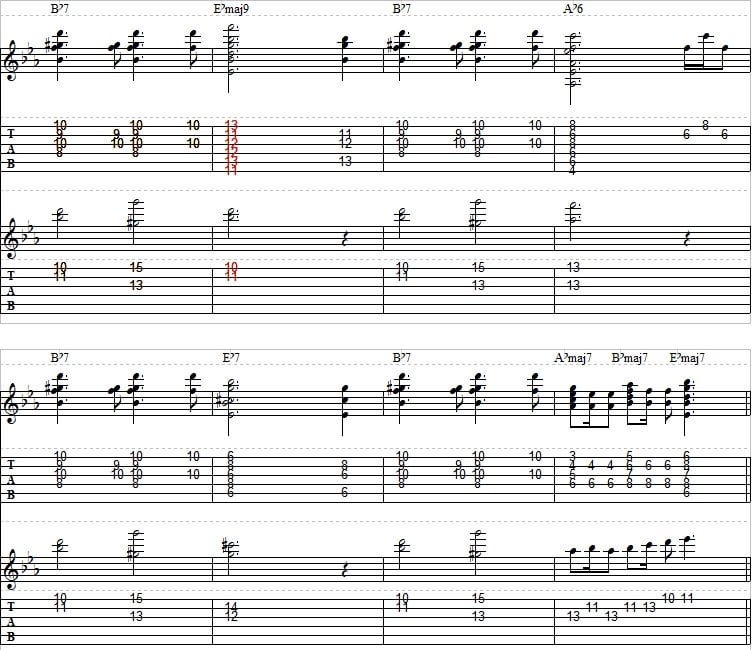 B♭7 E♭maj9 B♭7 A♭6
10 10 10 13 10 10 10 8 8
T 9 9 9 11 11 9 9 9 6 6 6
A 10 10 10 10 12 12 10 10 10 10 8
8 8 12 8 8 6
B 13 13 6
11 4
10 15 10 10 15 13
T 11 11 11
A 13 13 13
B
B♭7 E♭7 B♭7 A♭maj7 B♭maj7 E♭maj7
10 10 10 6 10 10 10 3 5 6
T 9 9 9 8 8 9 9 9 4 4 4 6 6 6 8
A 10 10 10 10 6 6 10 10 10 10 5 7 7
8 8 8 8 8 6 6 6 8 8 8 8
B 8
6 6 6
10 15 10 15 10 11
T 11 14 11 11 11 13
A 13 12 13 13 13
B